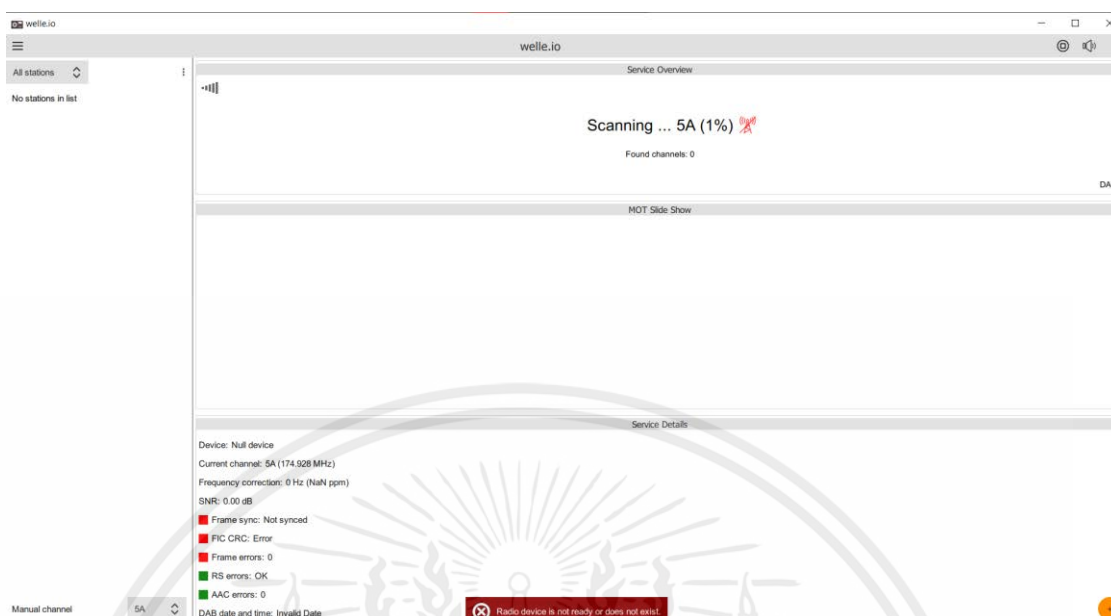 welle.io
welle.io
All stations
No stations in list
Service Overview
Scanning ... 5A (1%)
Found channels: 0
DA
MOT Slide Show
Service Details
Device: Null device
Current channel: 5A (174.928 MHz)
Frequency correction: 0 Hz (NaN ppm)
SNR: 0.00 dB
Frame sync: Not synced
FIC CRC: Error
Frame errors: 0
RS errors: OK
AAC errors: 0
DAB date and time: Invalid Date
Manual channel 5A
Radio device is not ready or does not exist.